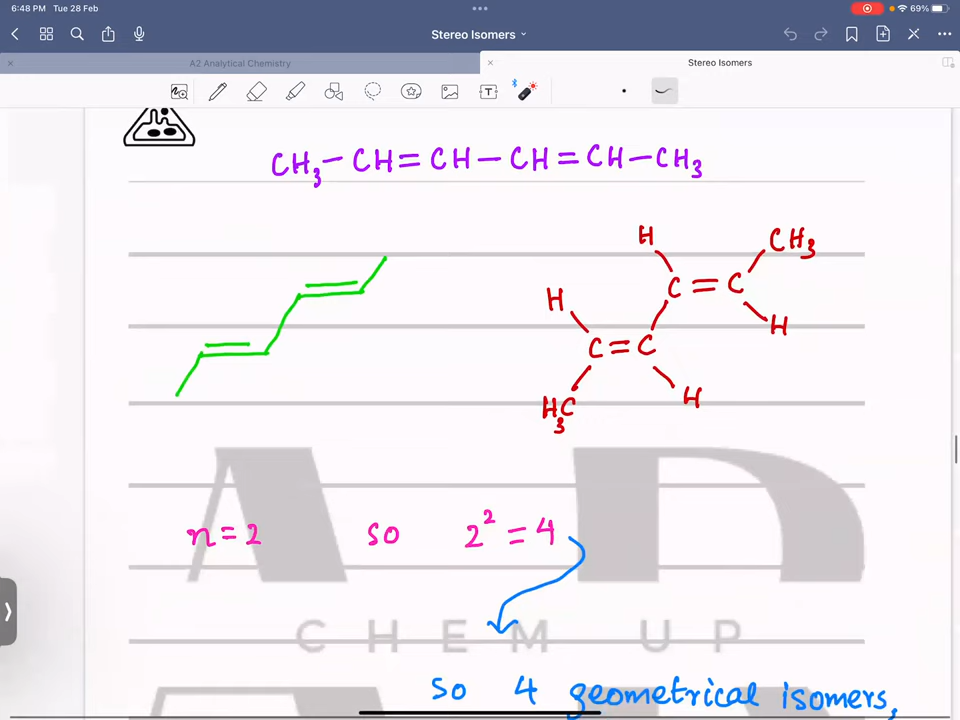 6:48 PM Tue 28 Feb
69%
Stereo Isomers
A2 Analytical Chemistry
Stereo Isomers
T
CH₃–CH=CH–CH=CH–CH₃
H CH₃
C=C
H H
C=C
H₃C H
n=2 so 2²=4
CHEM UP
so 4 geometrical isomers,
A D